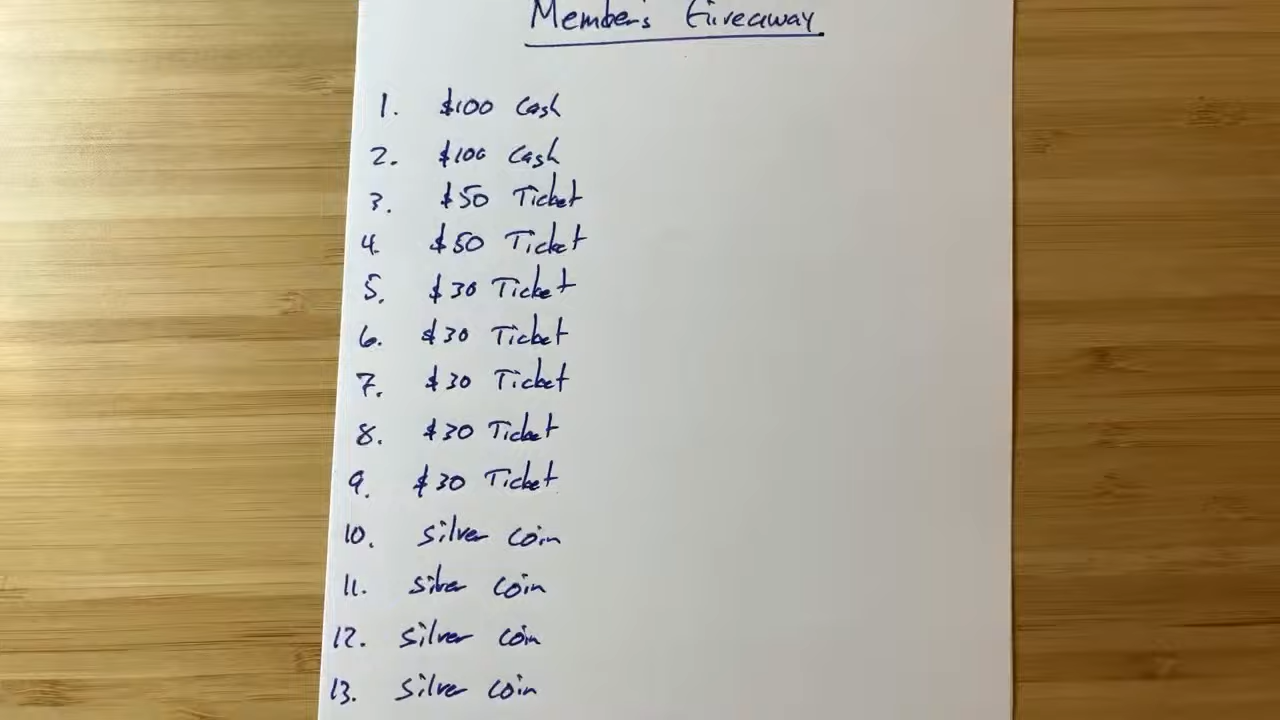 Member's Giveaway
1. $100 Cash
2. $100 Cash
3. $50 Ticket
4. $50 Ticket
5. $30 Ticket
6. $30 Ticket
7. $30 Ticket
8. $30 Ticket
9. $30 Ticket
10. Silver Coin
11. Silver Coin
12. Silver Coin
13. Silver Coin